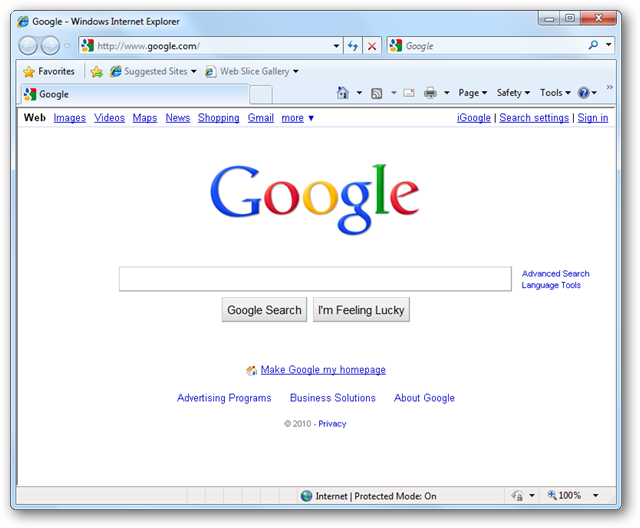 Google - Windows Internet Explorer
http://www.google.com/ Google
Favorites Suggested Sites Web Slice Gallery
Google Page Safety Tools
Web Images Videos Maps News Shopping Gmail more ▼ iGoogle | Search settings | Sign in
Google
Advanced Search
Language Tools
Google Search I'm Feeling Lucky
Make Google my homepage
Advertising Programs Business Solutions About Google
© 2010 - Privacy
Internet | Protected Mode: On 100%